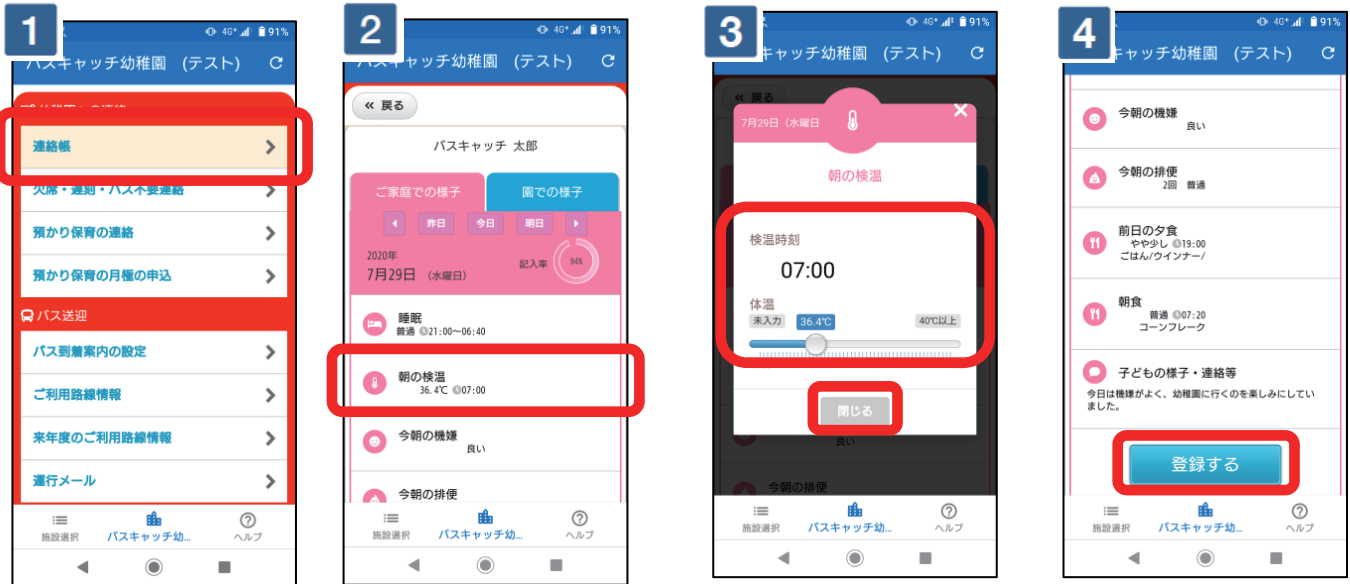 1
4G+ 91%
バスキャッチ幼稚園 (テスト)
連絡帳
欠席・遅刻・バス不要連絡
預かり保育の連絡
預かり保育の月極の申込
バス送迎
バス到着案内の設定
ご利用路線情報
来年度のご利用路線情報
運行メール
施設選択 バスキャッチ幼... ヘルプ
2
4G+ 91%
バスキャッチ幼稚園 (テスト)
« 戻る
バスキャッチ 太郎
ご家庭での様子 園での様子
昨日 今日 明日
2020年
7月29日 (水曜日) 記入率 94%
睡眠
普通 21:00〜06:40
朝の検温
36.4℃ 07:00
今朝の機嫌
良い
今朝の排便
施設選択 バスキャッチ幼... ヘルプ
3
4G+ 91%
キャッチ幼稚園 (テスト)
« 戻る
7月29日 (水曜日
朝の検温
検温時刻
07:00
体温
未入力 36.4℃ 40℃以上
閉じる
良い
今朝の排便
施設選択 バスキャッチ幼... ヘルプ
4
4G+ 91%
キャッチ幼稚園 (テスト)
今朝の機嫌
良い
今朝の排便
2回 普通
前日の夕食
やや少し 19:00
ごはん/ウインナー/
朝食
普通 07:20
コーンフレーク
子どもの様子・連絡等
今日は機嫌がよく、幼稚園に行くのを楽しみにしてい
ました。
登録する
施設選択 バスキャッチ幼... ヘルプ